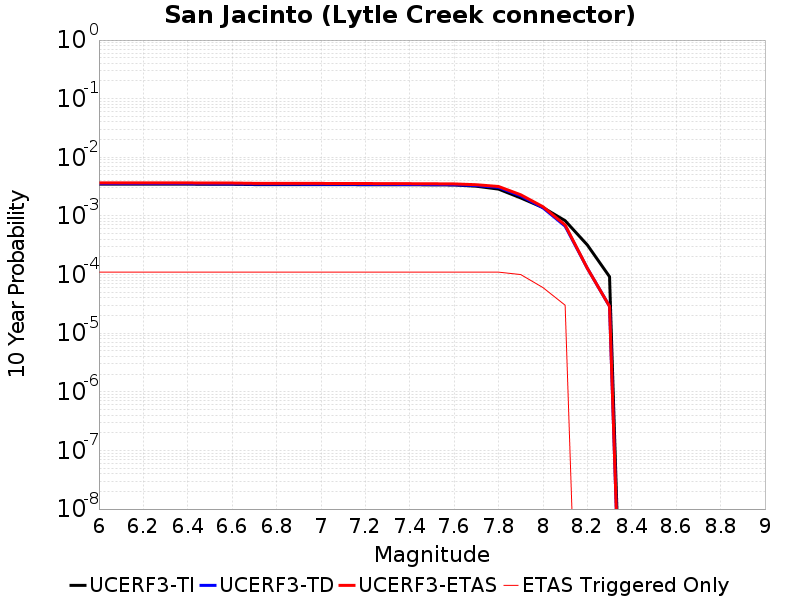 San Jacinto (Lytle Creek connector)
10^0
10^-1
10^-2
10^-3
10^-4
10^-5
10^-6
10^-7
10^-8
10 Year Probability
6 6.2 6.4 6.6 6.8 7 7.2 7.4 7.6 7.8 8 8.2 8.4 8.6 8.8 9
Magnitude
UCERF3-TI UCERF3-TD UCERF3-ETAS ETAS Triggered Only